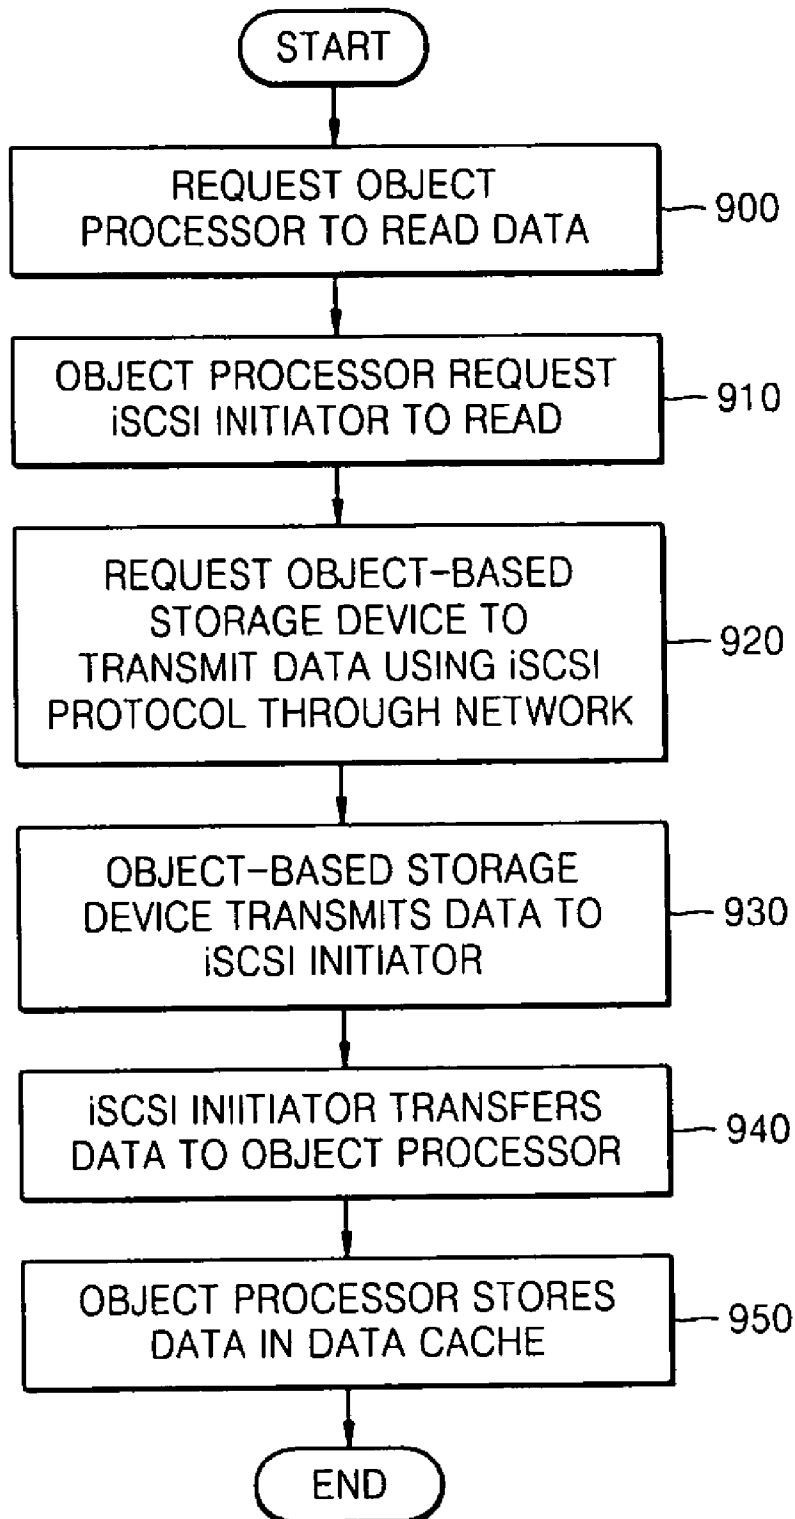 START
REQUEST OBJECT
PROCESSOR TO READ DATA
900
OBJECT PROCESSOR REQUEST
iSCSI INITIATOR TO READ
910
REQUEST OBJECT-BASED
STORAGE DEVICE TO
TRANSMIT DATA USING iSCSI
PROTOCOL THROUGH NETWORK
920
OBJECT-BASED STORAGE
DEVICE TRANSMITS DATA TO
iSCSI INITIATOR
930
iSCSI INIITIATOR TRANSFERS
DATA TO OBJECT PROCESSOR
940
OBJECT PROCESSOR STORES
DATA IN DATA CACHE
950
END